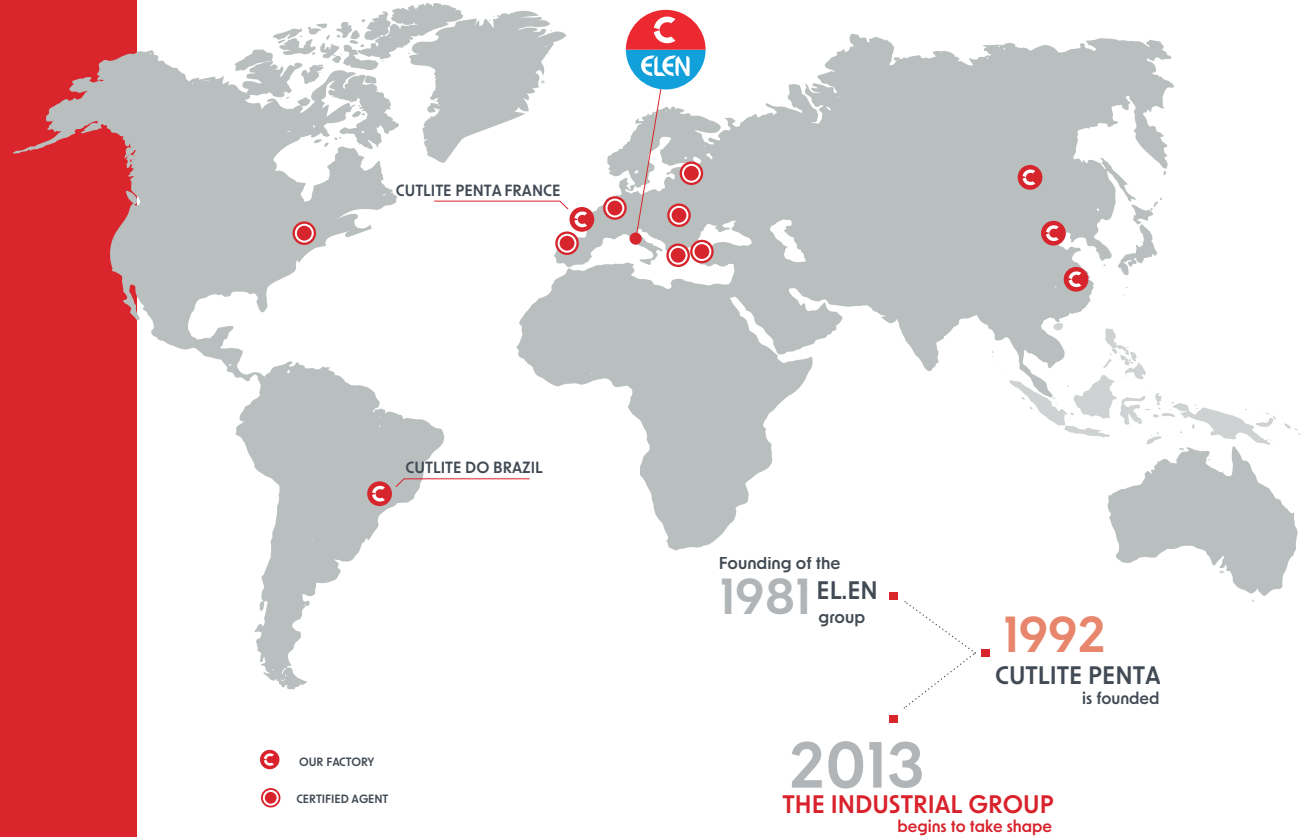 ELEN
CUTLITE PENTA FRANCE
CUTLITE DO BRAZIL
Founding of the
1981 EL.EN
group
1992
CUTLITE PENTA
is founded
2013
THE INDUSTRIAL GROUP
begins to take shape
OUR FACTORY
CERTIFIED AGENT